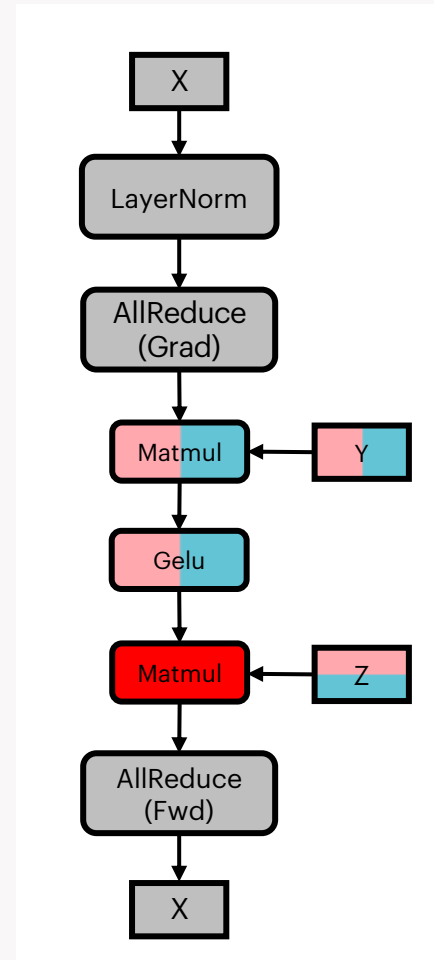 X
LayerNorm
AllReduce
(Grad)
Matmul
Y
Gelu
Matmul
Z
AllReduce
(Fwd)
X